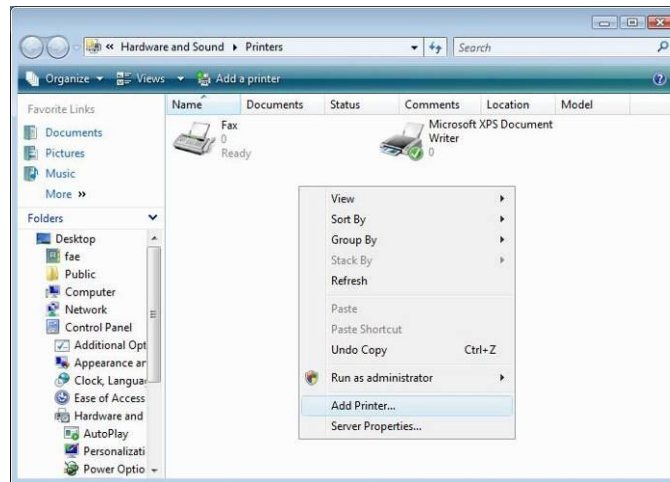 « Hardware and Sound Printers
Search
Organize Views Add a printer
Favorite Links
Documents
Pictures
Music
More »
Folders
Desktop
fae
Public
Computer
Network
Control Panel
Additional Opt
Appearance ar
Clock, Languag
Ease of Access
Hardware and
AutoPlay
Personalizati
Power Optio
Name Documents Status Comments Location Model
Fax
0
Ready
Microsoft XPS Document
Writer
0
View
Sort By
Group By
Stack By
Refresh
Paste
Paste Shortcut
Undo Copy Ctrl+Z
Run as administrator
Add Printer...
Server Properties...